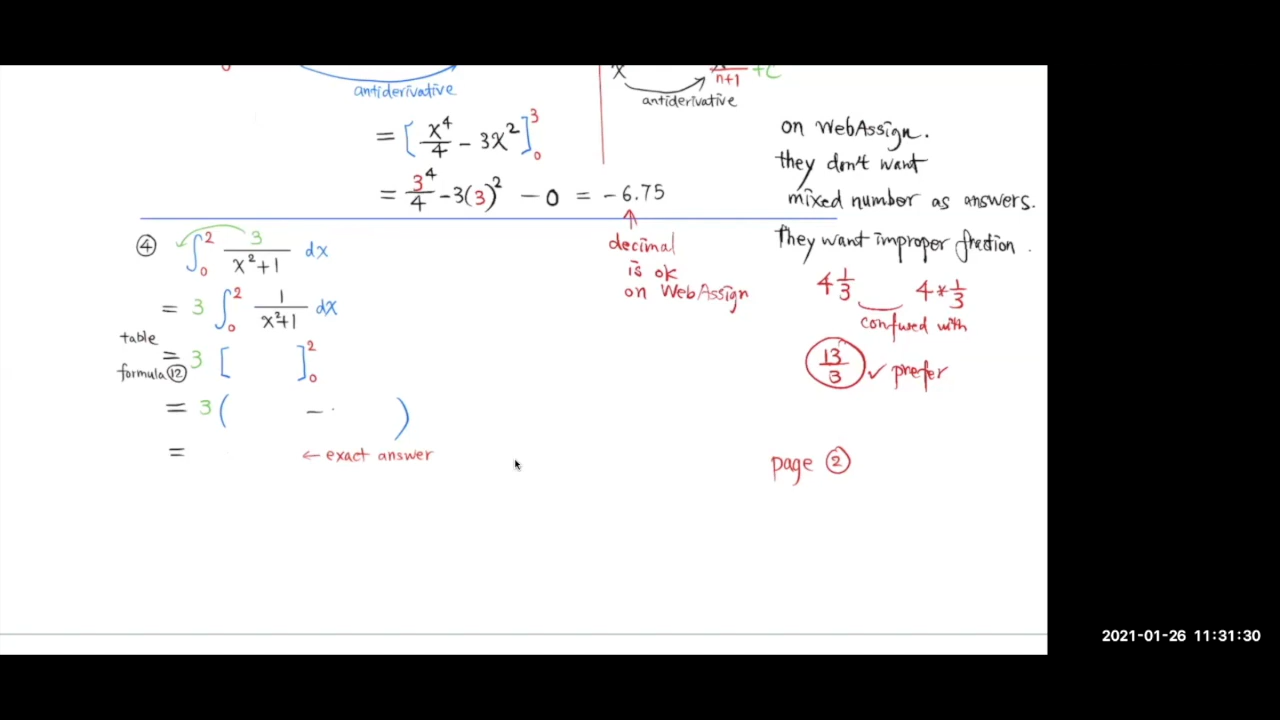 antiderivative
n+1 +C
x
antiderivative
= [ x⁴/4 - 3x² ]₀³
= 3⁴/4 - 3(3)² - 0 = -6.75
decimal
is ok
on WebAssign
on WebAssign.
they don't want
mixed number as answers.
They want improper fraction.
4 1/3 4 * 1/3
confused with
13/3 ✓ prefer
④ ∫₀² 3/(x²+1) dx
= 3 ∫₀² 1/(x²+1) dx
table
formula ⑫
= 3 [ ]₀²
= 3 ( - )
= ← exact answer
page ②
2021-01-26 11:31:30